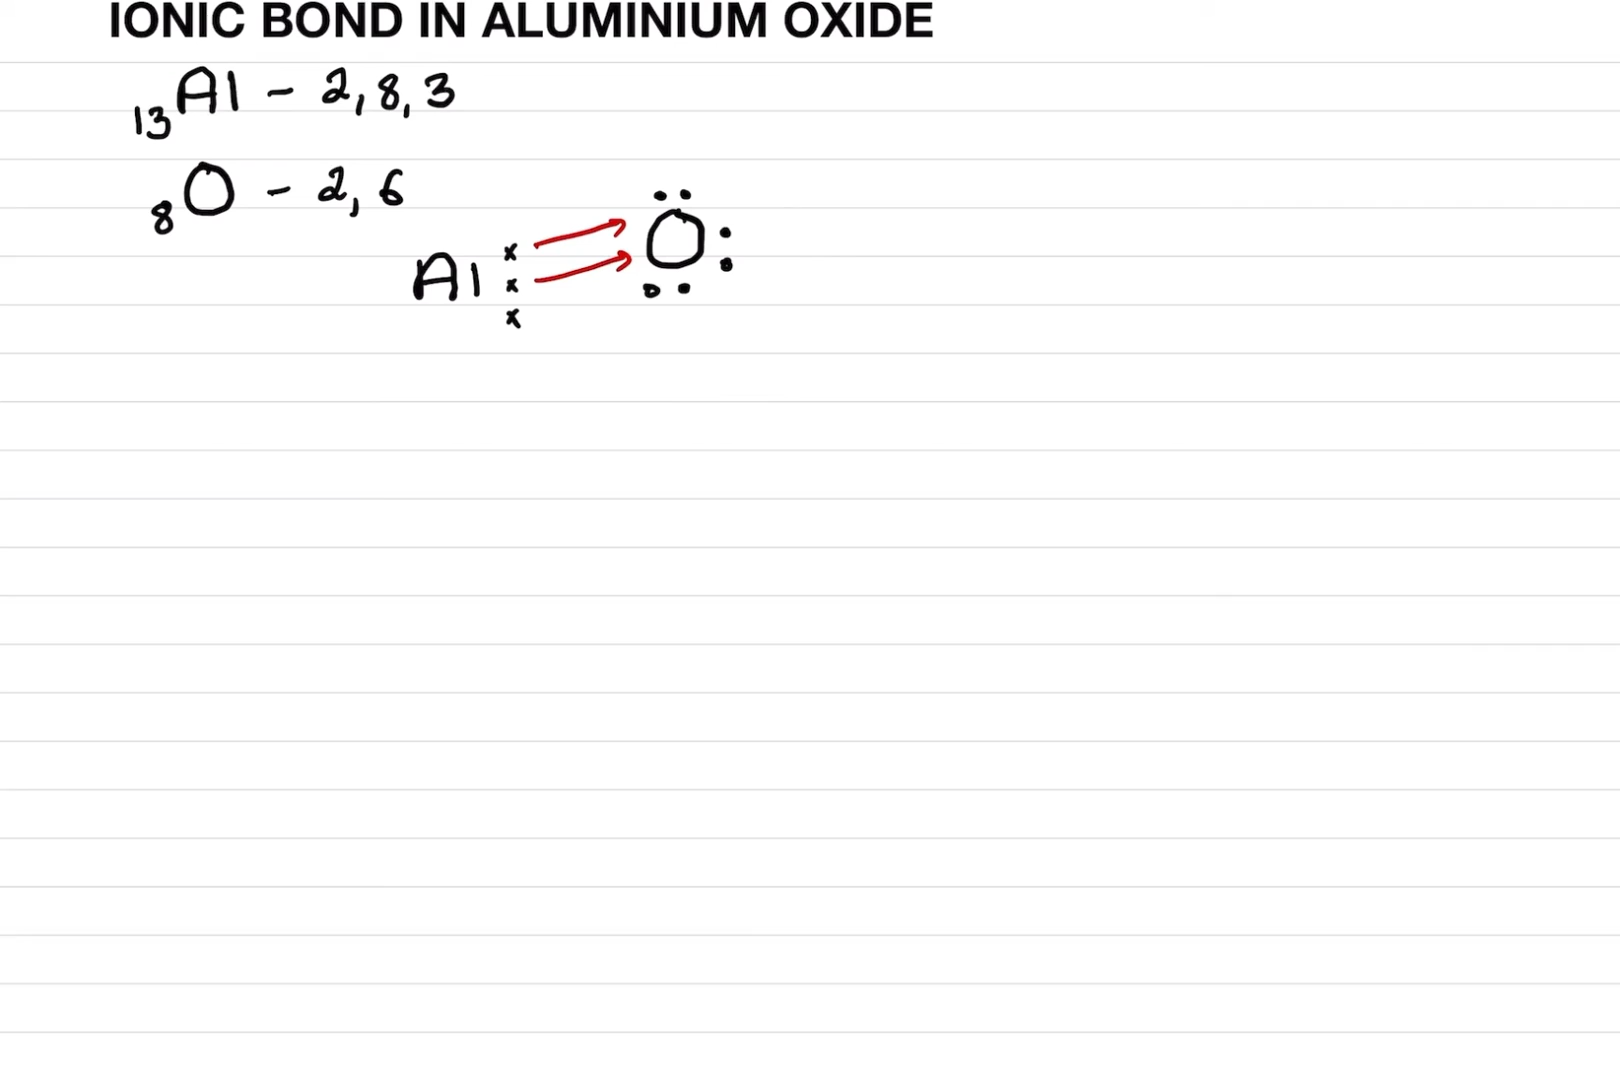 IONIC BOND IN ALUMINIUM OXIDE
₁₃Al - 2, 8, 3
₈O - 2, 6
Al O